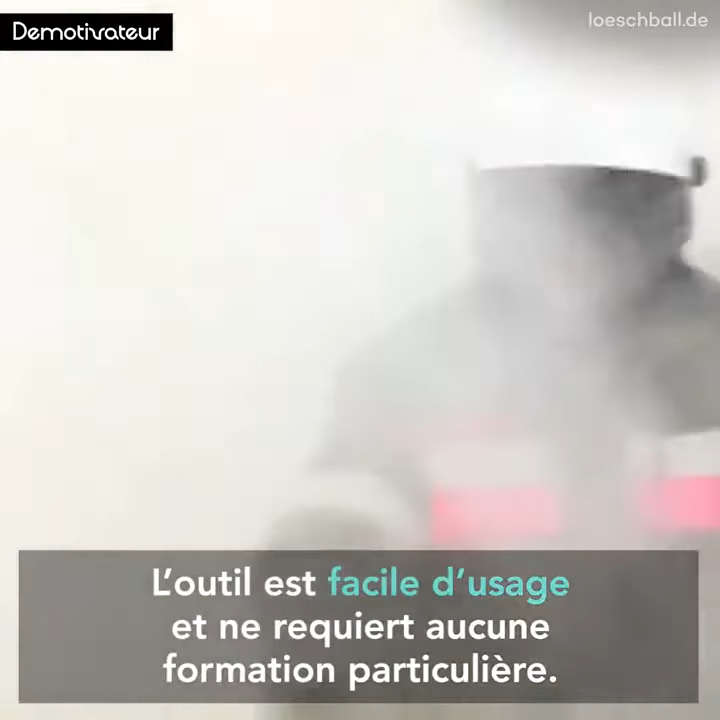 Demotivateur
loeschball.de
L’outil est facile d’usage
et ne requiert aucune
formation particulière.